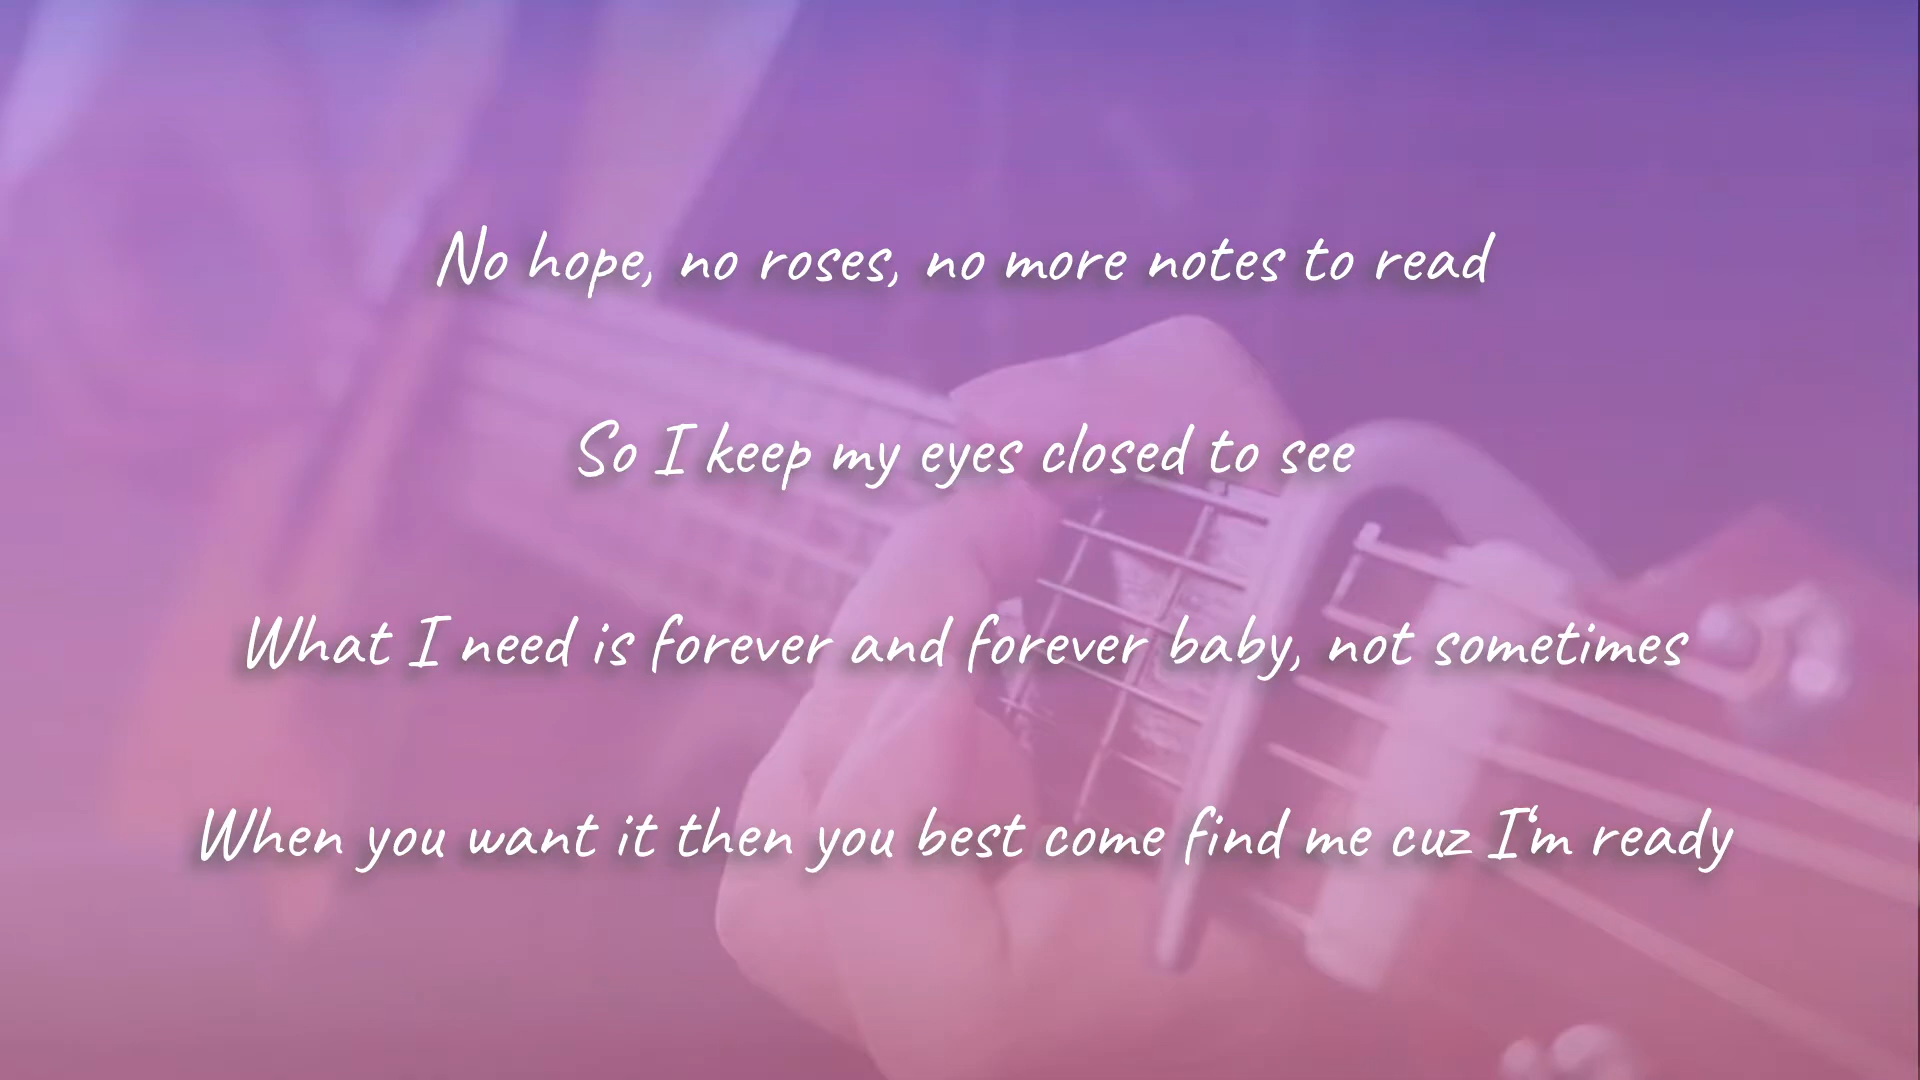 No hope, no roses, no more notes to read
So I keep my eyes closed to see
What I need is forever and forever baby, not sometimes
When you want it then you best come find me cuz I'm ready